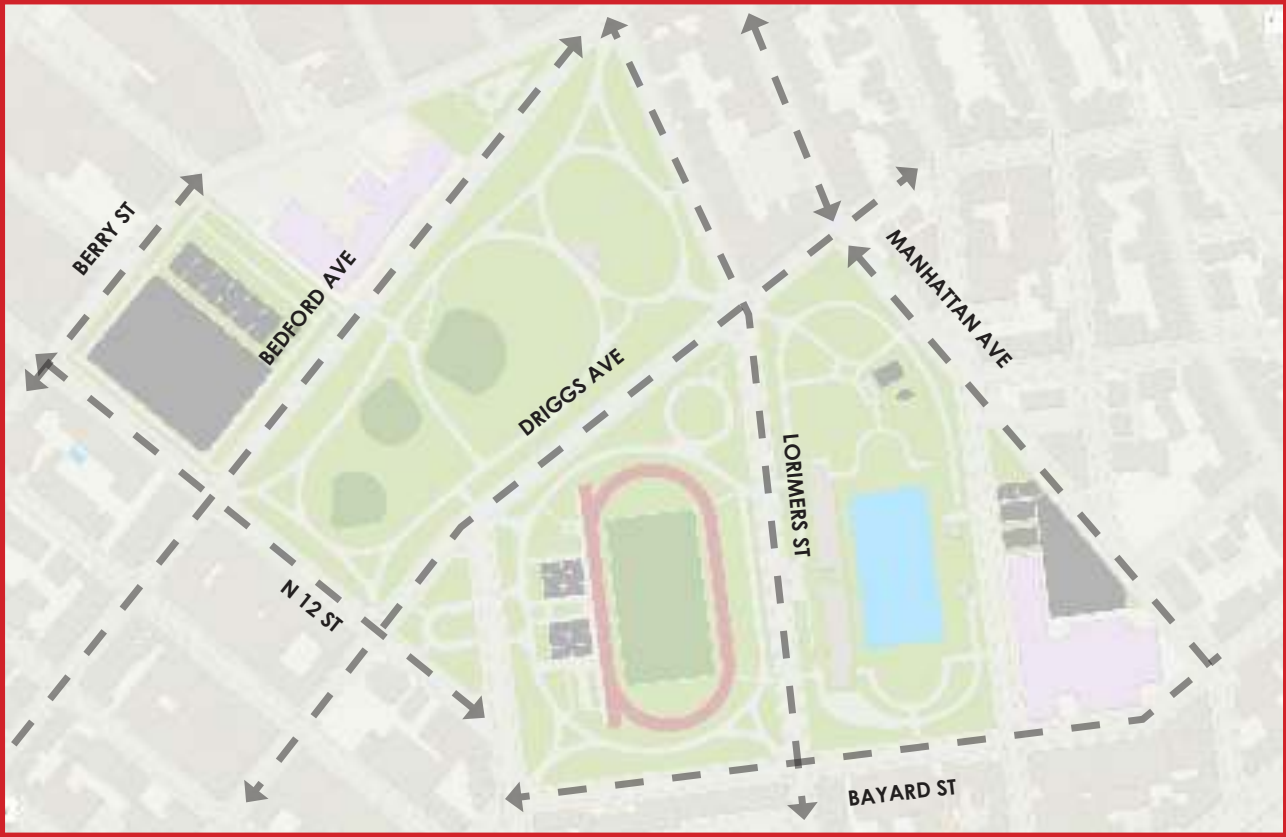 BERRY ST
BEDFORD AVE
MANHATTAN AVE
DRIGGS AVE
LORIMERS ST
N 12 ST
BAYARD ST